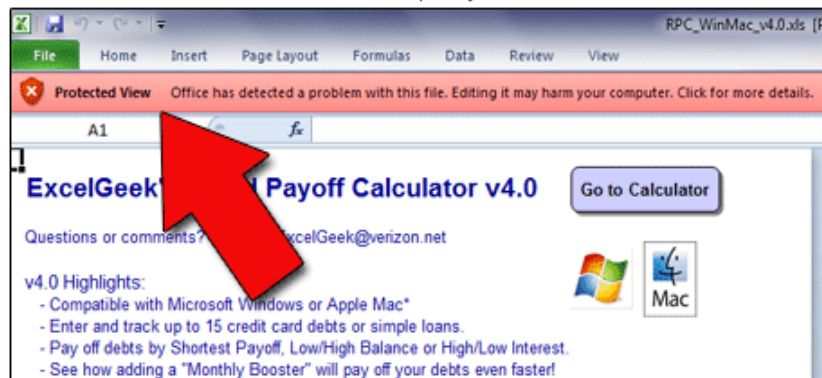 RPC_WinMac_v4.0.xls
File Home Insert Page Layout Formulas Data Review View
Protected View Office has detected a problem with this file. Editing it may harm your computer. Click for more details.
A1 fx
ExcelGeek' Payoff Calculator v4.0 Go to Calculator
Questions or comments? ExcelGeek@verizon.net
v4.0 Highlights:
Mac
- Compatible with Microsoft Windows or Apple Mac*
- Enter and track up to 15 credit card debts or simple loans.
- Pay off debts by Shortest Payoff, Low/High Balance or High/Low Interest.
- See how adding a "Monthly Booster" will pay off your debts even faster!